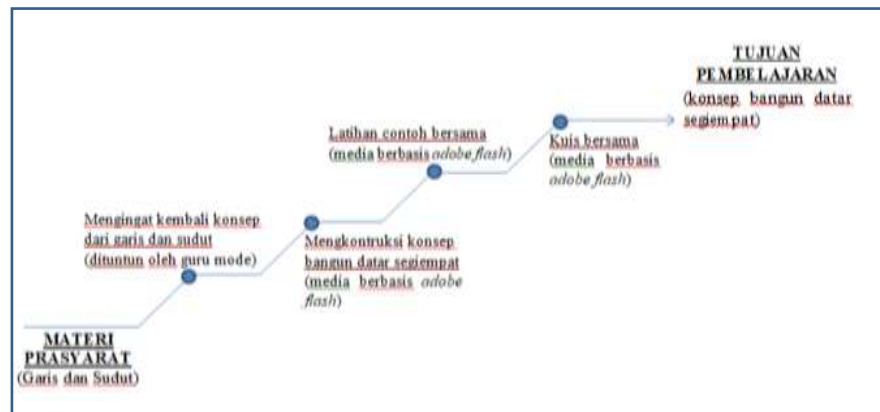 TUJUAN
PEMBELAJARAN
(konsep bangun datar
segiempat)
Latihan contoh bersama
(media berbasis adobe flash)
Kuis bersama
(media berbasis
adobe flash)
Mengingat kembali konsep
dari garis dan sudut
(dituntun oleh guru mode)
Mengkontruksi konsep
bangun datar segiempat
(media berbasis adobe
flash)
MATERI
PRASYARAT
(Garis dan Sudut)